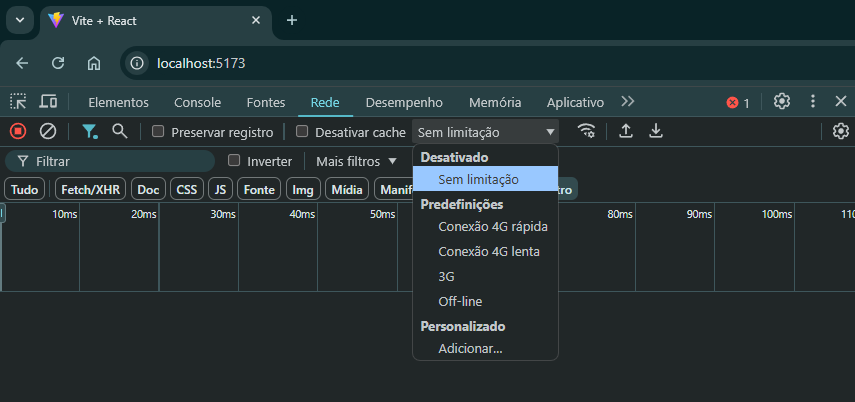 Vite + React
localhost:5173
Elementos Console Fontes Rede Desempenho Memória Aplicativo 1
Preservar registro Desativar cache Sem limitação
Filtrar Inverter Mais filtros
Desativado
Sem limitação
Tudo Fetch/XHR Doc CSS JS Fonte Img Mídia Manif tro
Predefinições
10ms 20ms 30ms 40ms 50ms 80ms 90ms 100ms 110
Conexão 4G rápida
Conexão 4G lenta
3G
Off-line
Personalizado
Adicionar...